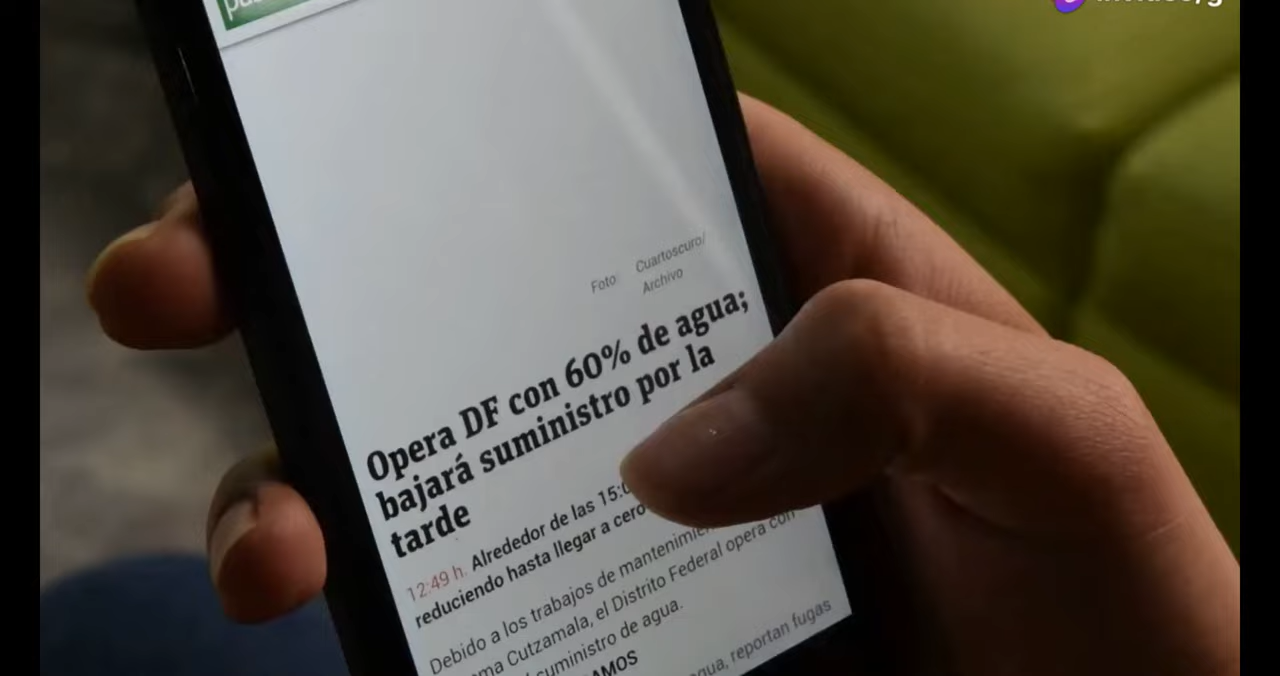 Foto Cuartoscuro/
Archivo
Opera DF con 60% de agua;
bajará suministro por la
tarde
12:49 h. Alrededor de las 15:0
reduciendo hasta llegar a cero
Debido a los trabajos de mantenimie
ma Cutzamala, el Distrito Federal opera con
suministro de agua.
AMOS
agua, reportan fugas